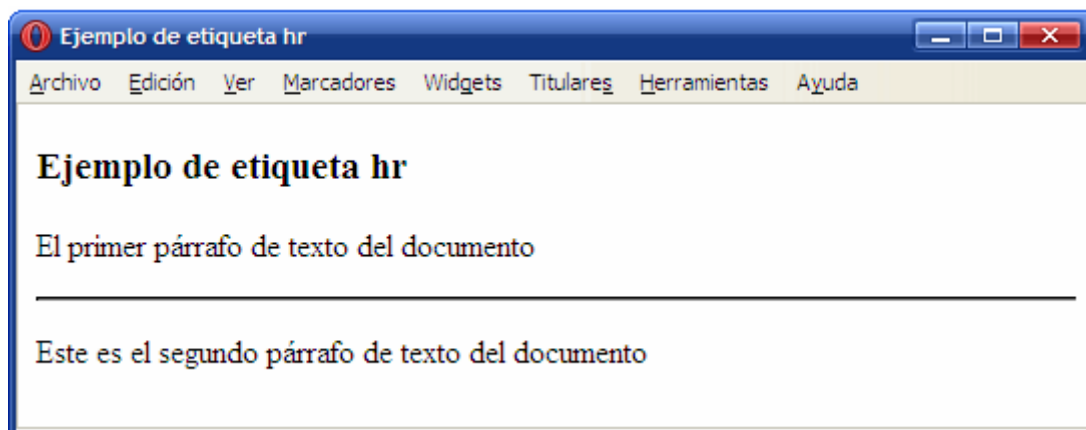 Ejemplo de etiqueta hr
Archivo Edición Ver Marcadores Widgets Titulares Herramientas Ayuda
Ejemplo de etiqueta hr
El primer párrafo de texto del documento
Este es el segundo párrafo de texto del documento